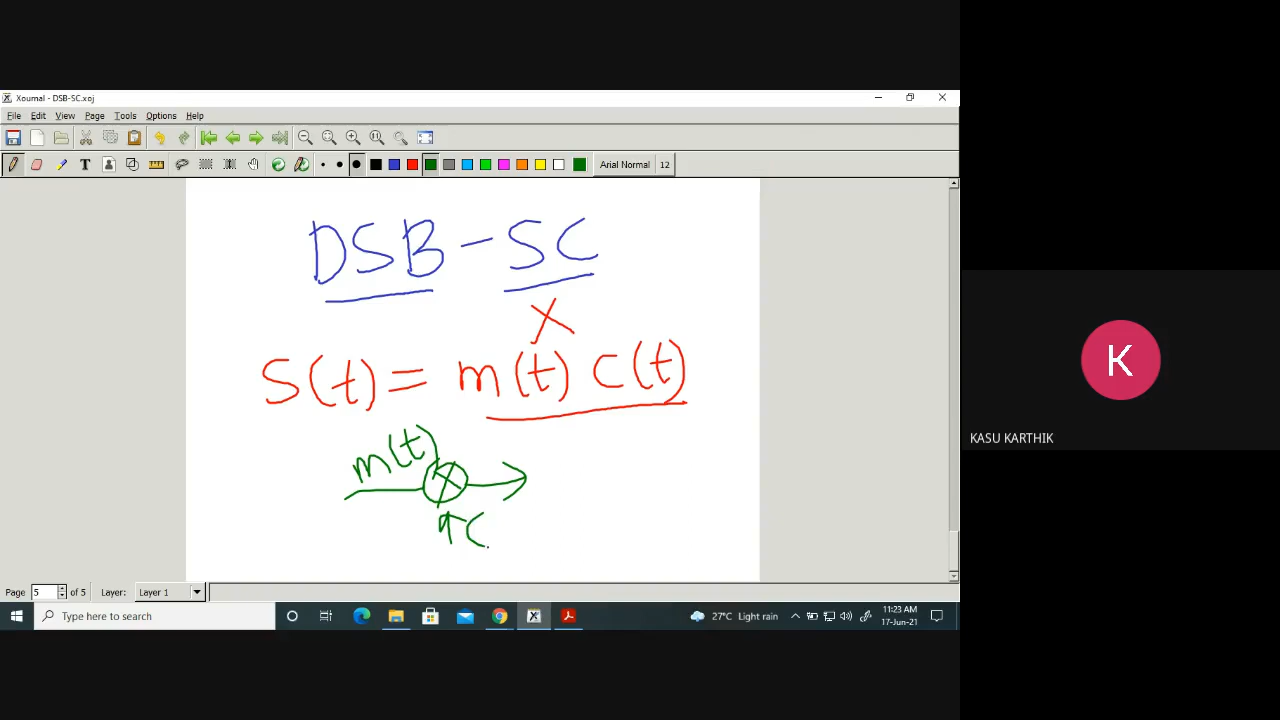 Xournal - DSB-SC.xoj
File Edit View Page Tools Options Help
Arial Normal 12
DSB-SC
X
S(t) = m(t) C(t)
m(t)
C
K
KASU KARTHIK
Page 5 of 5 Layer: Layer 1
Type here to search
27°C Light rain
11:23 AM
17-Jun-21